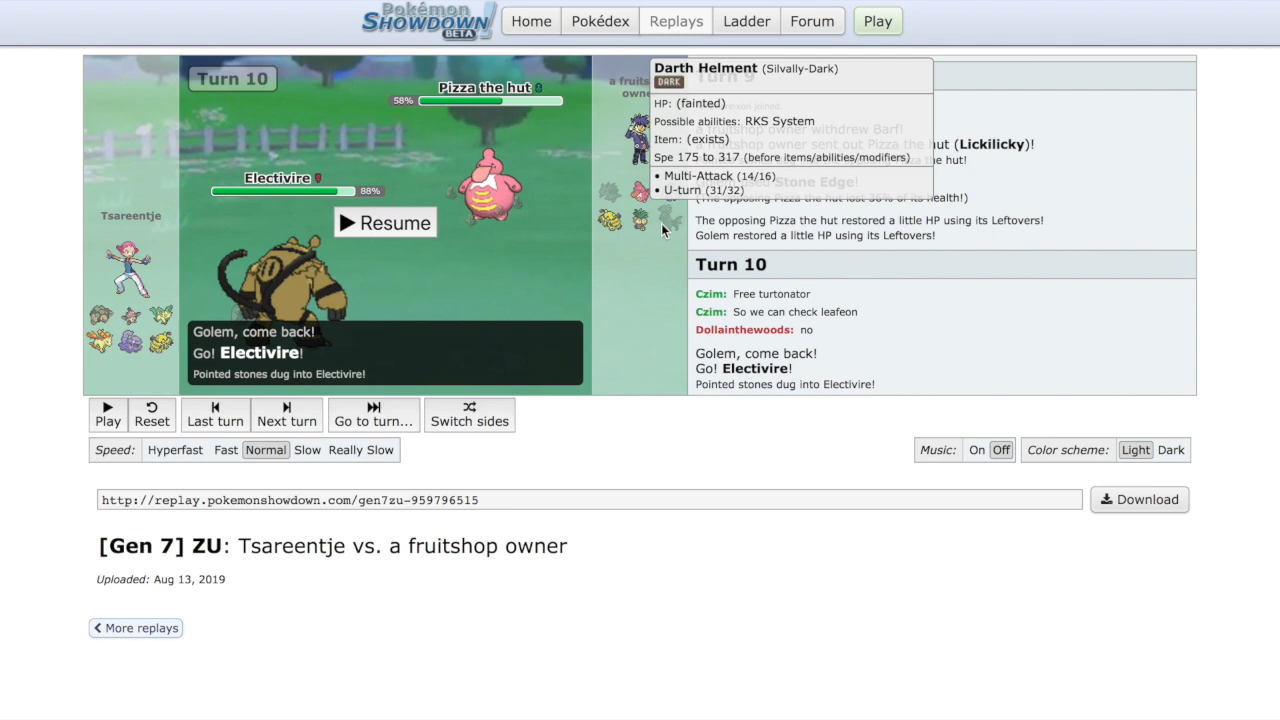 Pokémon
SHOWDOWN!
BETA
Home
Pokédex
Replays
Ladder
Forum
Play
Turn 10
Pizza the hut
58%
Electivire
88%
Resume
Tsareentje
Golem, come back!
Go! Electivire!
Pointed stones dug into Electivire!
a fruits
owne
Darth Helment (Silvally-Dark)
DARK
HP: (fainted)
Possible abilities: RKS System
Item: (exists)
Spe 175 to 317 (before items/abilities/modifiers)
• Multi-Attack (14/16)
• U-turn (31/32)
Turn 9
joined.
a fruitshop owner withdrew Barf!
a fruitshop owner sent out Pizza the hut (Lickilicky)!
the hut!
used Stone Edge!
(The opposing Pizza the hut lost 36% of its health!)
The opposing Pizza the hut restored a little HP using its Leftovers!
Golem restored a little HP using its Leftovers!
Turn 10
Czim: Free turtonator
Czim: So we can check leafeon
Dollainthewoods: no
Golem, come back!
Go! Electivire!
Pointed stones dug into Electivire!
Play
Reset
Last turn
Next turn
Go to turn...
Switch sides
Speed: Hyperfast Fast Normal Slow Really Slow
Music: On Off
Color scheme: Light Dark
http://replay.pokemonshowdown.com/gen7zu-959796515
Download
[Gen 7] ZU: Tsareentje vs. a fruitshop owner
Uploaded: Aug 13, 2019
More replays